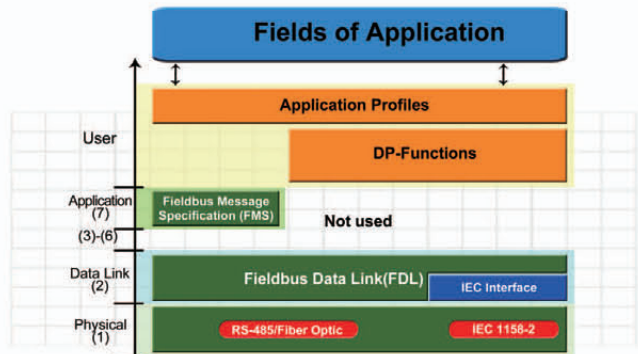 Fields of Application
Application Profiles
User
DP-Functions
Application
(7)
Fieldbus Message
Specification (FMS)
Not used
(3)-(6)
Data Link
(2)
Fieldbus Data Link(FDL)
IEC Interface
Physical
(1)
RS-485/Fiber Optic
IEC 1158-2